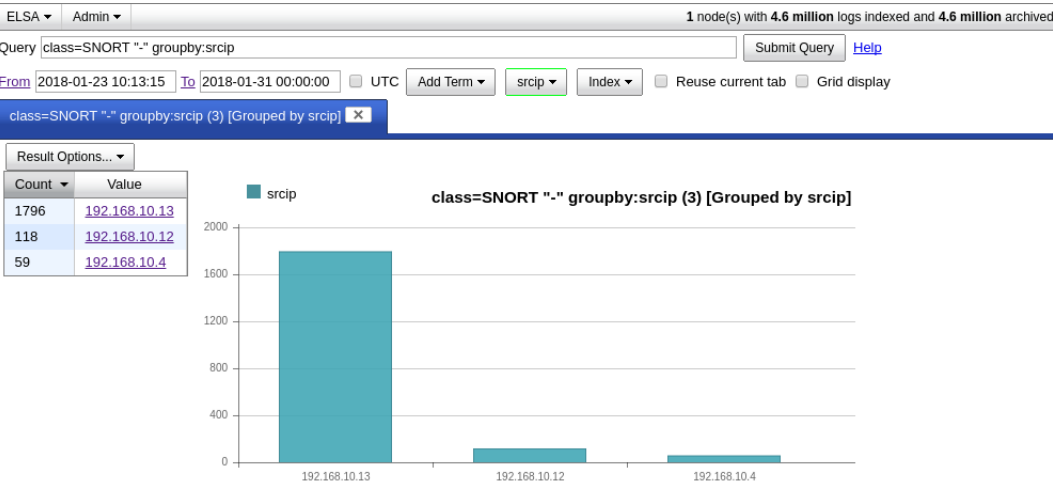 ELSA Admin 1 node(s) with 4.6 million logs indexed and 4.6 million archived
Query class=SNORT "-" groupby:srcip Submit Query Help
From 2018-01-23 10:13:15 To 2018-01-31 00:00:00 UTC Add Term srcip Index Reuse current tab Grid display
class=SNORT "-" groupby:srcip (3) [Grouped by srcip]
Result Options...
Count Value
1796 192.168.10.13
118 192.168.10.12
59 192.168.10.4
srcip
class=SNORT "-" groupby:srcip (3) [Grouped by srcip]
2000
1600
1200
800
400
0
192.168.10.13 192.168.10.12 192.168.10.4